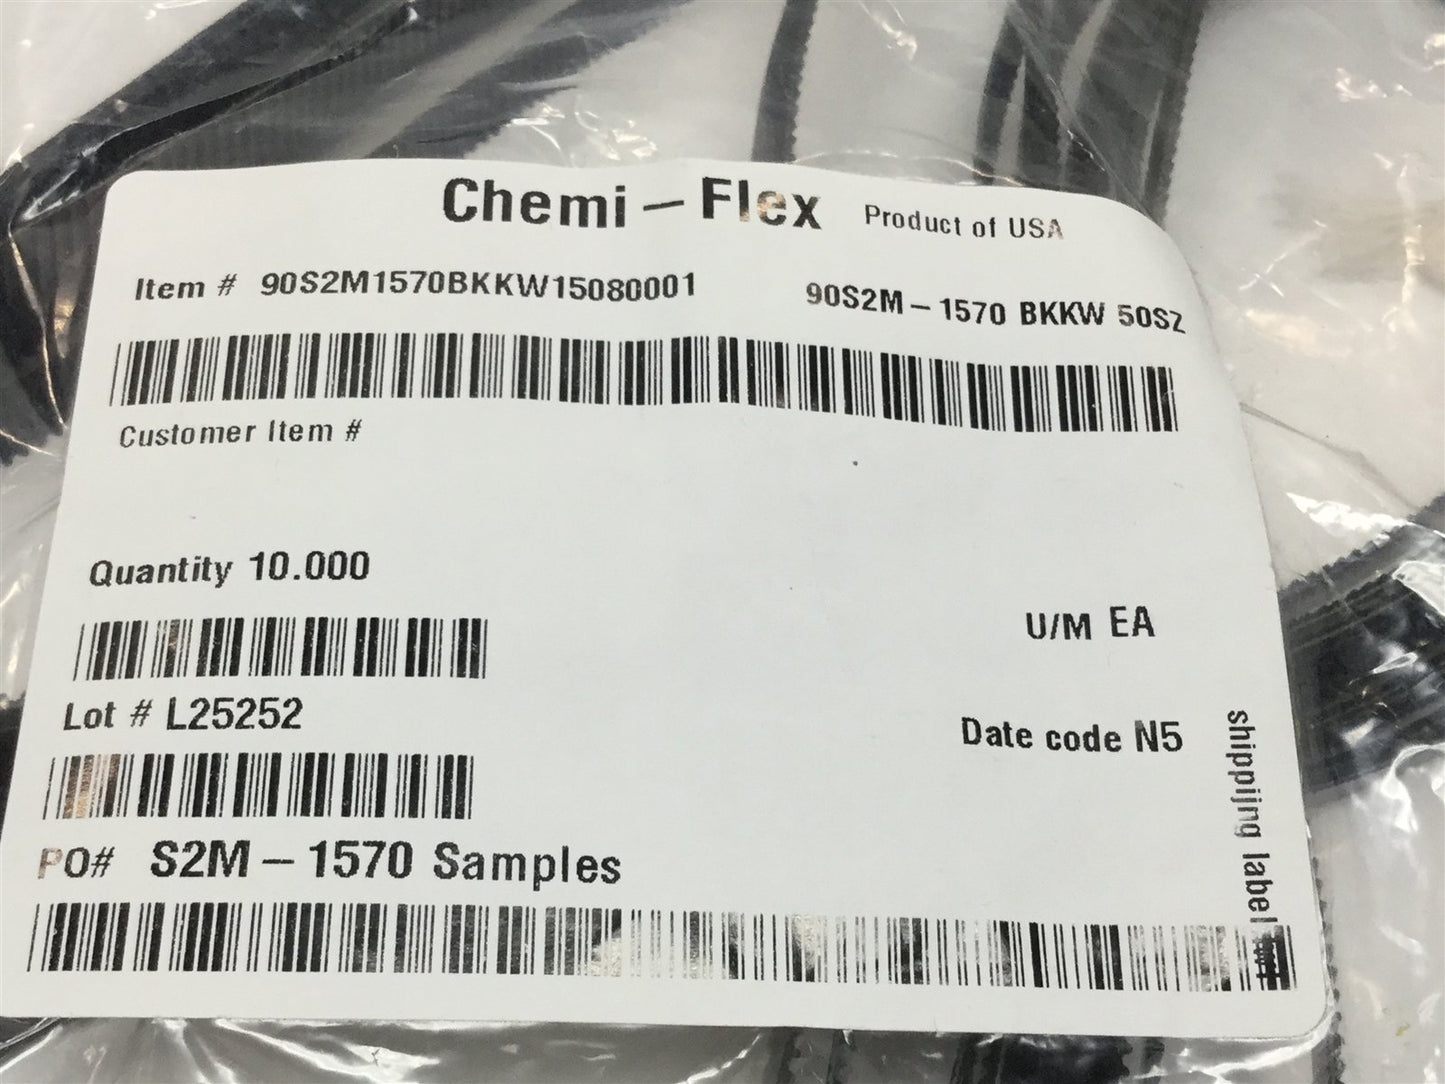 Chemi - Flex Product of USA
Item # 90S2M1570BKKW15080001 90S2M - 1570 BKKW 50SZ
Customer Item #
Quantity 10.000
U/M EA
Lot # L25252
Date code N5
PO# S2M - 1570 Samples
shippijng label